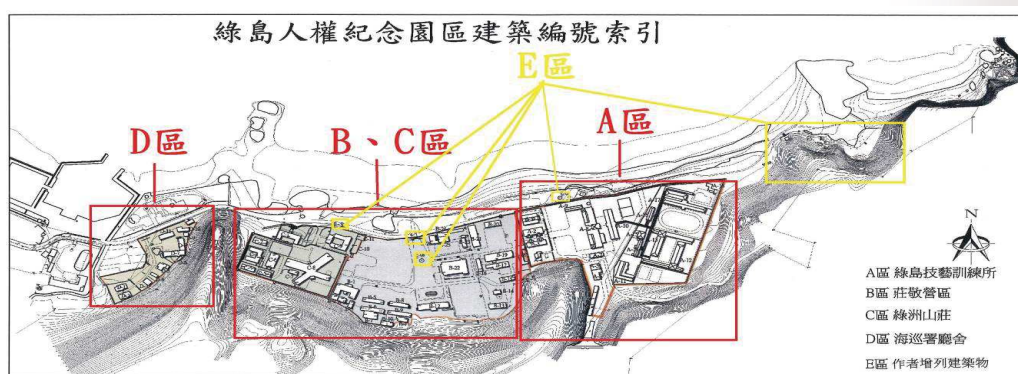 綠島人權紀念園區建築編號索引
E區
D區
B、C區
A區
N
B-22
A區 綠島技藝訓練所
B區 莊敬營區
C區 綠洲山莊
D區 海巡署廳舍
E區 作者增列建築物